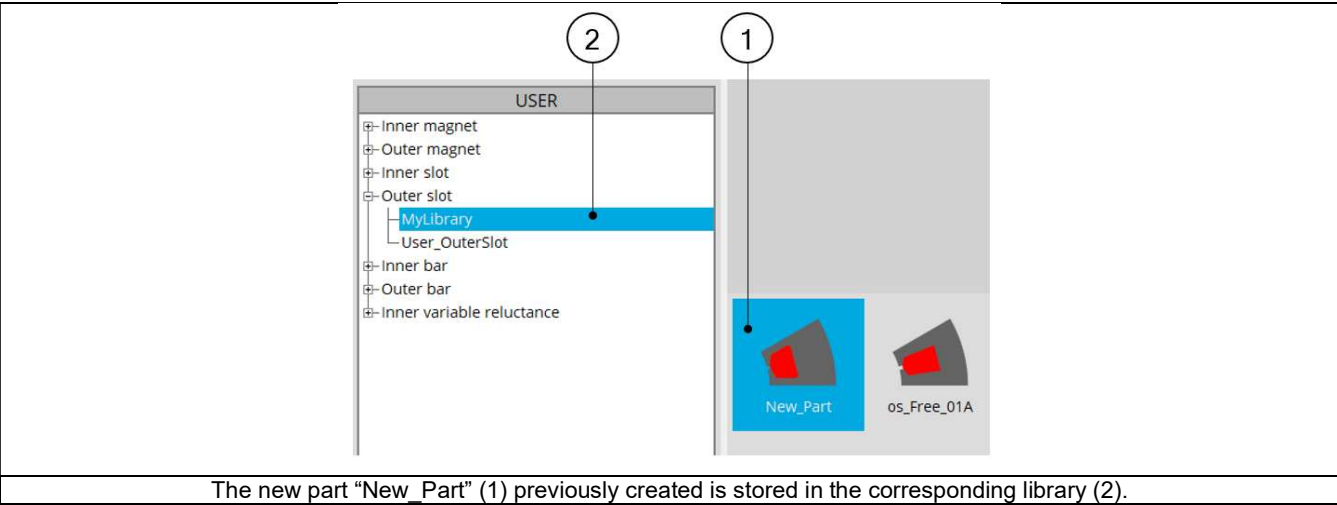 2
1
USER
Inner magnet
Outer magnet
Inner slot
Outer slot
MyLibrary
User_OuterSlot
Inner bar
Outer bar
Inner variable reluctance
New_Part
os_Free_01A
The new part “New_Part” (1) previously created is stored in the corresponding library (2).